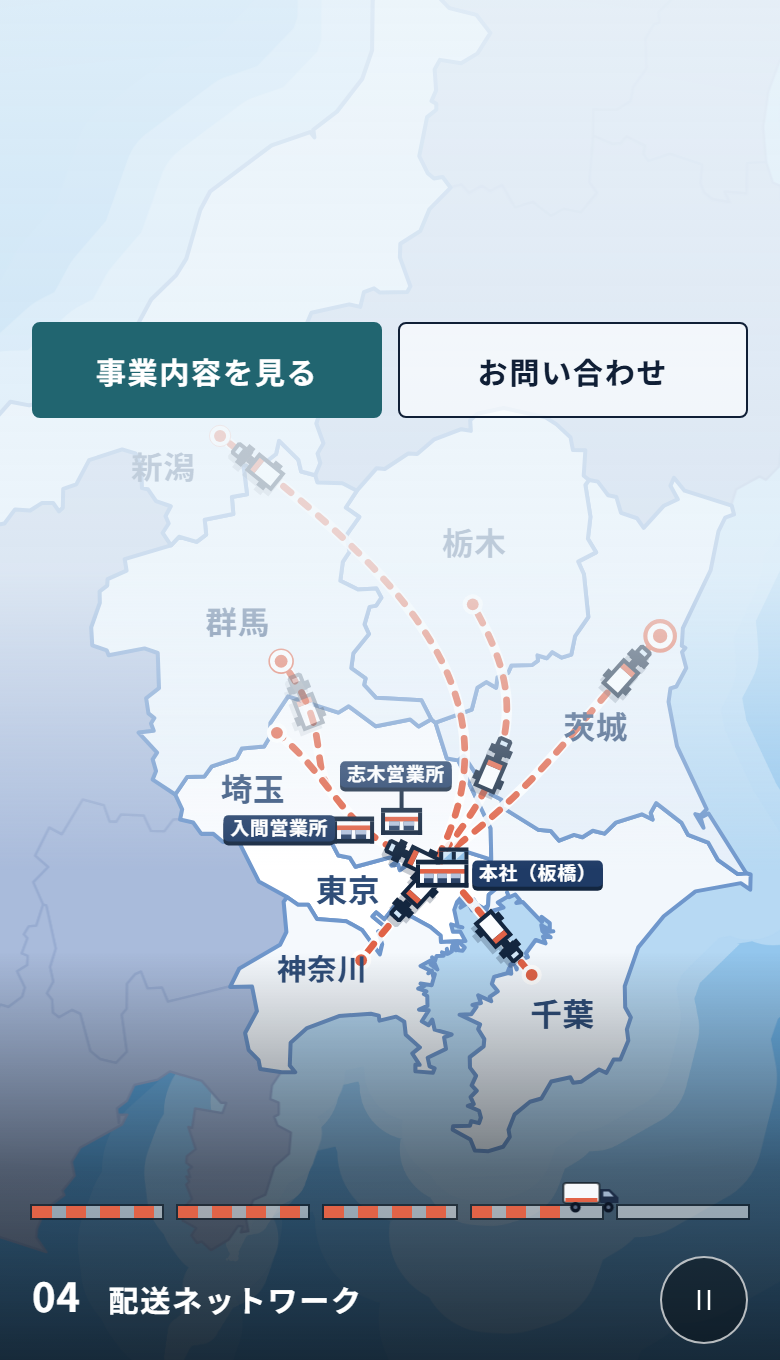 事業内容を見る
お問い合わせ
新潟
栃木
群馬
茨城
志木営業所
埼玉
入間営業所
本社（板橋）
東京
神奈川
千葉
04 配送ネットワーク